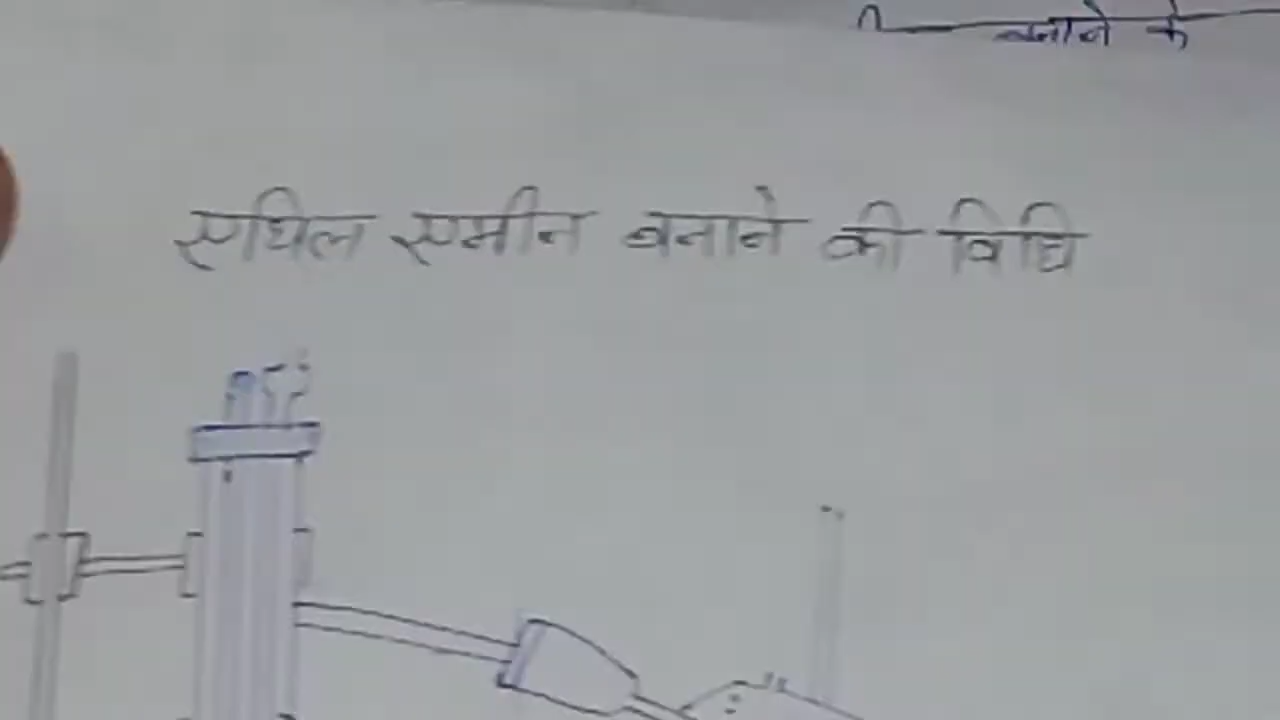 बनाने के
एथिल एमीन बनाने की विधि